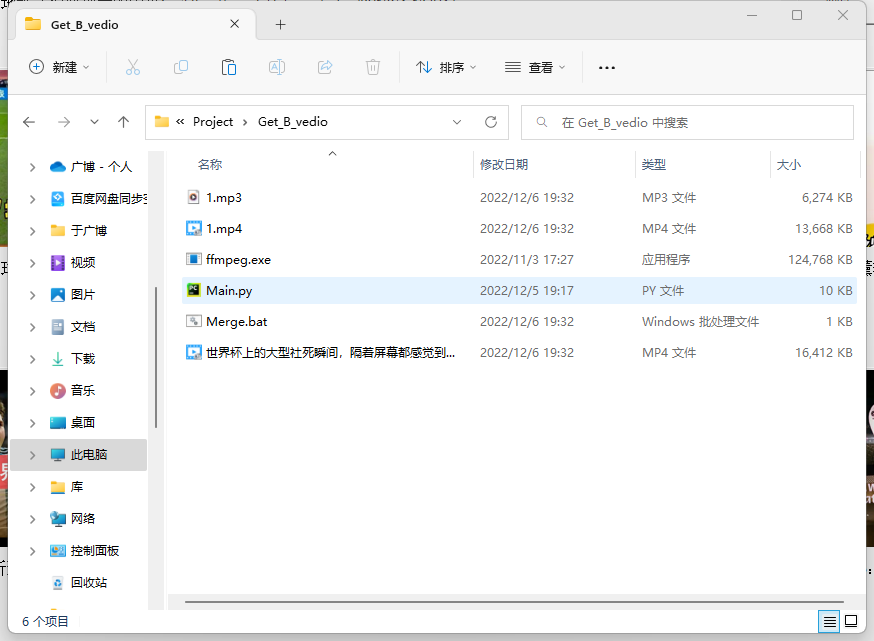 Get_B_vedio
新建
排序
查看
Project
Get_B_vedio
在 Get_B_vedio 中搜索
广博 - 个人
百度网盘同步空
于广博
视频
图片
文档
下载
音乐
桌面
此电脑
库
网络
控制面板
回收站
名称 修改日期 类型 大小
1.mp3 2022/12/6 19:32 MP3 文件 6,274 KB
1.mp4 2022/12/6 19:32 MP4 文件 13,668 KB
ffmpeg.exe 2022/11/3 17:27 应用程序 124,768 KB
Main.py 2022/12/5 19:17 PY 文件 10 KB
Merge.bat 2022/12/6 19:32 Windows 批处理文件 1 KB
世界杯上的大型社死瞬间，隔着屏幕都感觉到... 2022/12/6 19:32 MP4 文件 16,412 KB
6 个项目